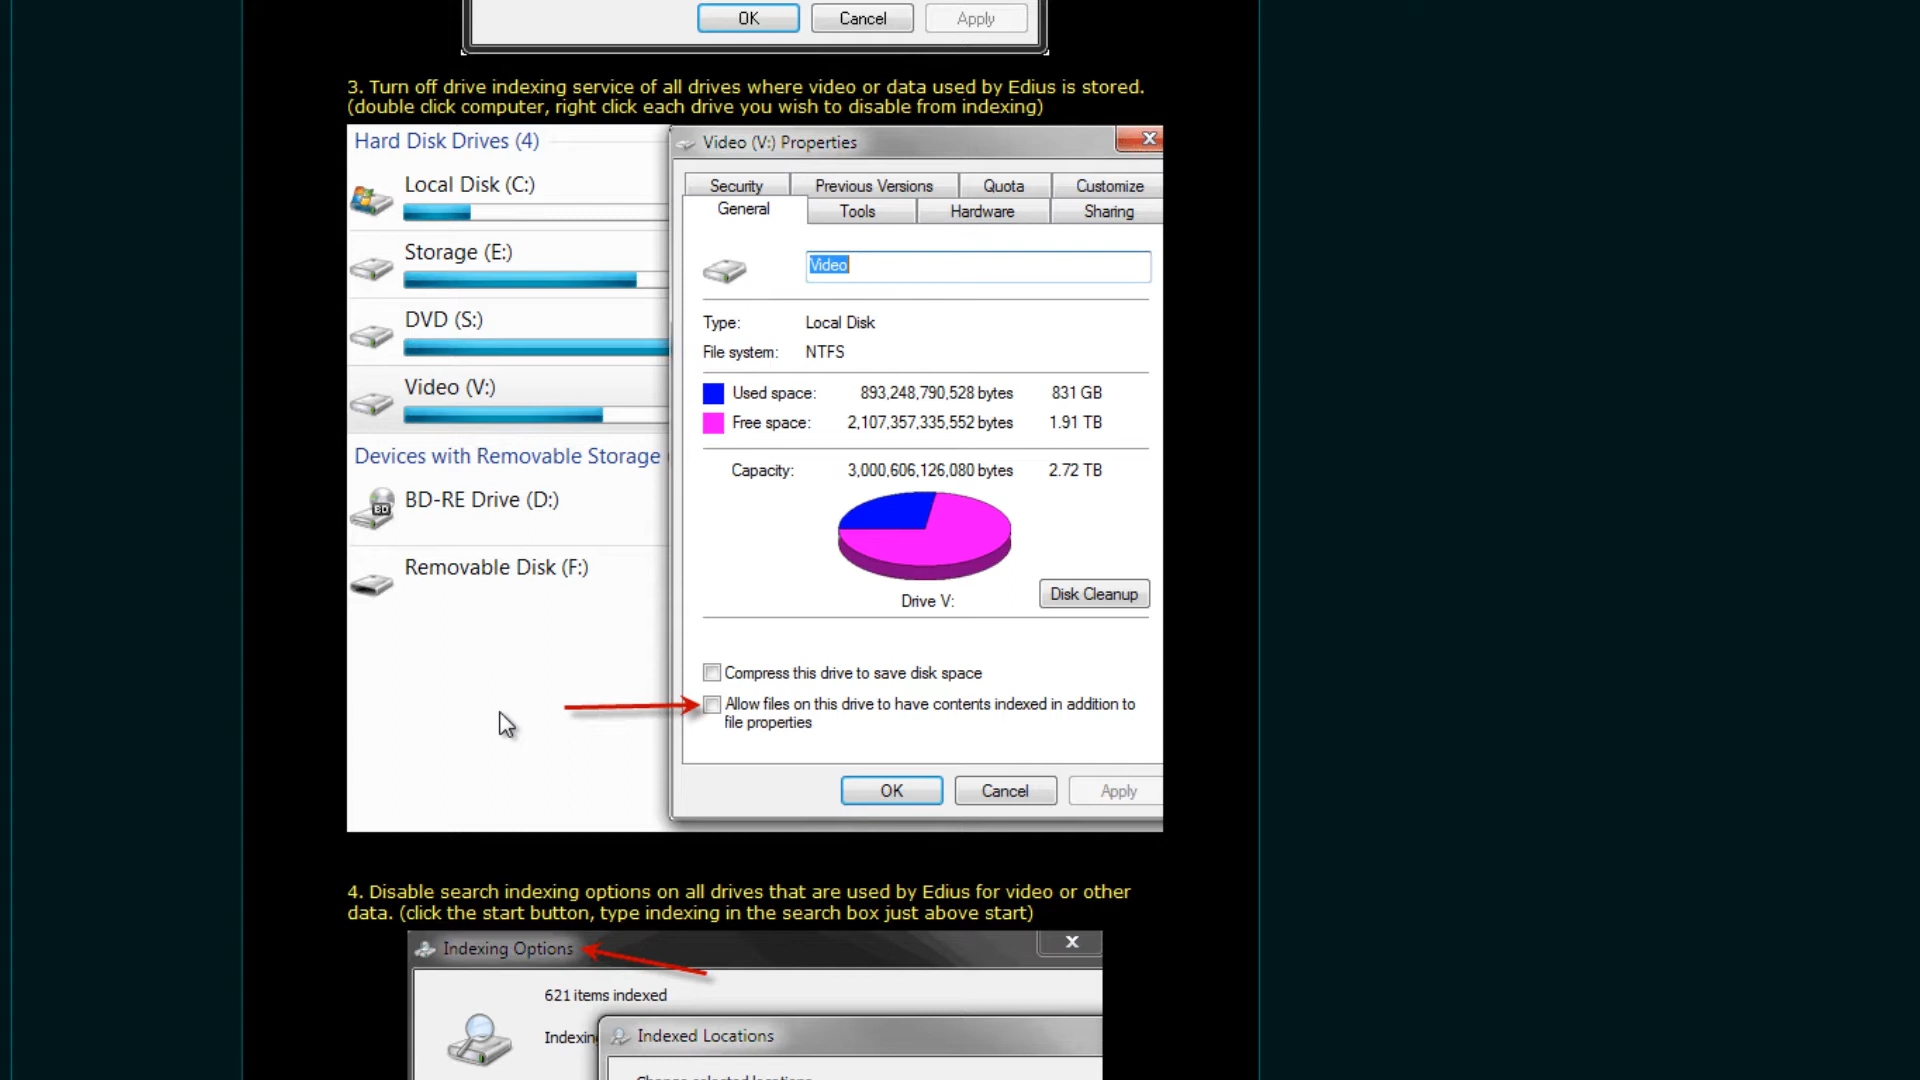 OK Cancel Apply
3. Turn off drive indexing service of all drives where video or data used by Edius is stored.
(double click computer, right click each drive you wish to disable from indexing)
Hard Disk Drives (4)
Local Disk (C:)
Storage (E:)
DVD (S:)
Video (V:)
Devices with Removable Storage
BD-RE Drive (D:)
BD
Removable Disk (F:)
Video (V:) Properties
Security Previous Versions Quota Customize
General Tools Hardware Sharing
Video
Type: Local Disk
File system: NTFS
Used space: 893,248,790,528 bytes 831 GB
Free space: 2,107,357,335,552 bytes 1.91 TB
Capacity: 3,000,606,126,080 bytes 2.72 TB
Drive V: Disk Cleanup
Compress this drive to save disk space
Allow files on this drive to have contents indexed in addition to
file properties
OK Cancel Apply
4. Disable search indexing options on all drives that are used by Edius for video or other
data. (click the start button, type indexing in the search box just above start)
Indexing Options
621 items indexed
Indexing
Indexed Locations
Change selected locations